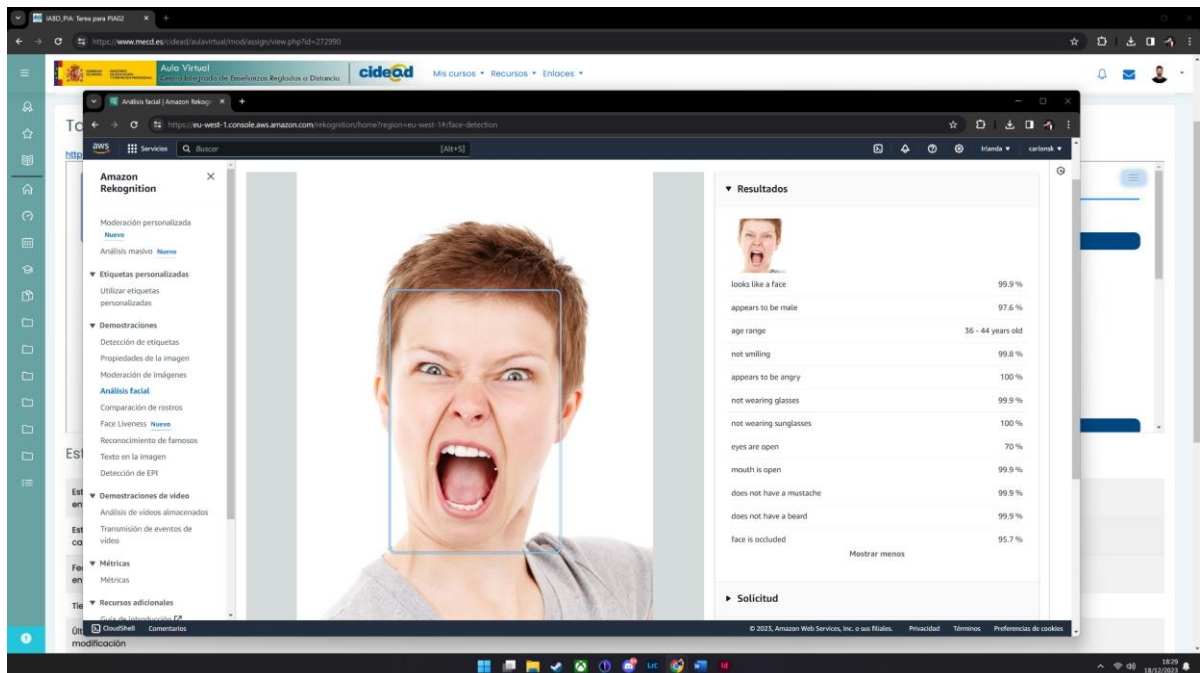 IABD_PIA: Tarea para PIA02
https://www.mecd.es/cidead/aulavirtual/mod/assign/view.php?id=272990
Aula Virtual
Centro Integrado de Enseñanzas Regladas a Distancia
cidead
Mis cursos
Recursos
Enlaces
Análisis facial | Amazon Rekog
https://eu-west-1.console.aws.amazon.com/rekognition/home?region=eu-west-1#/face-detection
aws
Servicios
Buscar
[Alt+S]
Irlanda
carlonsk
Amazon
Rekognition
Moderación personalizada
Nuevo
Análisis masivo Nuevo
Etiquetas personalizadas
Utilizar etiquetas
personalizadas
Demostraciones
Detección de etiquetas
Propiedades de la imagen
Moderación de imágenes
Análisis facial
Comparación de rostros
Face Liveness Nuevo
Reconocimiento de famosos
Texto en la imagen
Detección de EPI
Demostraciones de vídeo
Análisis de vídeos almacenados
Transmisión de eventos de
vídeo
Métricas
Métricas
Recursos adicionales
Guía de introducción
Resultados
looks like a face 99.9 %
appears to be male 97.6 %
age range 36 - 44 years old
not smiling 99.8 %
appears to be angry 100 %
not wearing glasses 99.9 %
not wearing sunglasses 100 %
eyes are open 70 %
mouth is open 99.9 %
does not have a mustache 99.9 %
does not have a beard 99.9 %
face is occluded 95.7 %
Mostrar menos
Solicitud
CloudShell Comentarios
© 2023, Amazon Web Services, Inc. o sus filiales. Privacidad Términos Preferencias de cookies
modificación
LrC
Id
18:29
18/12/2023